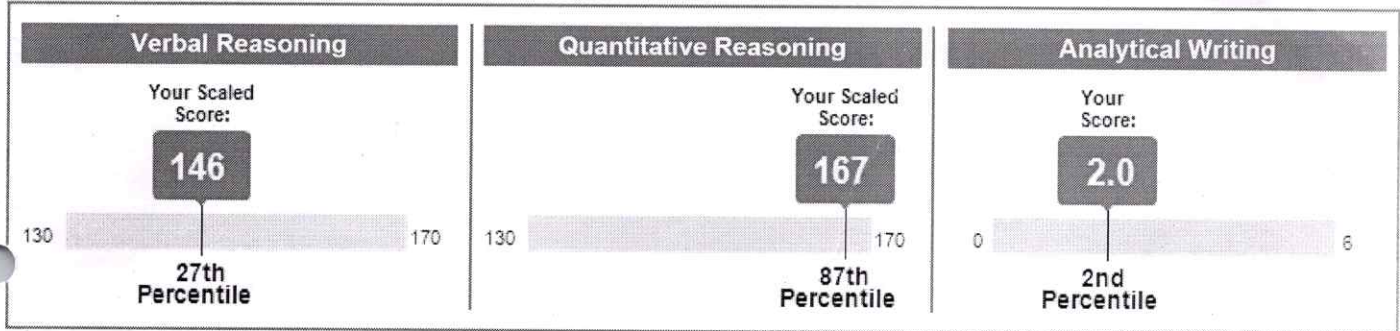 Verbal Reasoning
Your Scaled
Score:
146
130
170
27th
Percentile
Quantitative Reasoning
Your Scaled
Score:
167
130
170
87th
Percentile
Analytical Writing
Your
Score:
2.0
0
6
2nd
Percentile